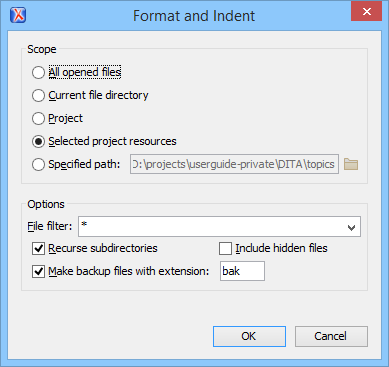 Format and Indent
Scope
All opened files
Current file directory
Project
Selected project resources
Specified path: D:\projects\userguide-private\DITA\topics
Options
File filter: *
Recurse subdirectories Include hidden files
Make backup files with extension: bak
OK Cancel